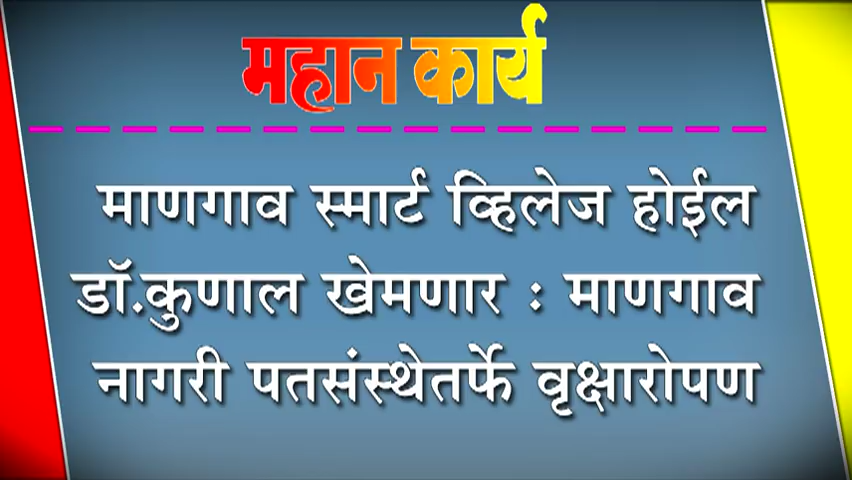 महान कार्य
माणगाव स्मार्ट व्हिलेज होईल
डॉ.कुणाल खेमणार : माणगाव
नागरी पतसंस्थेतर्फे वृक्षारोपण